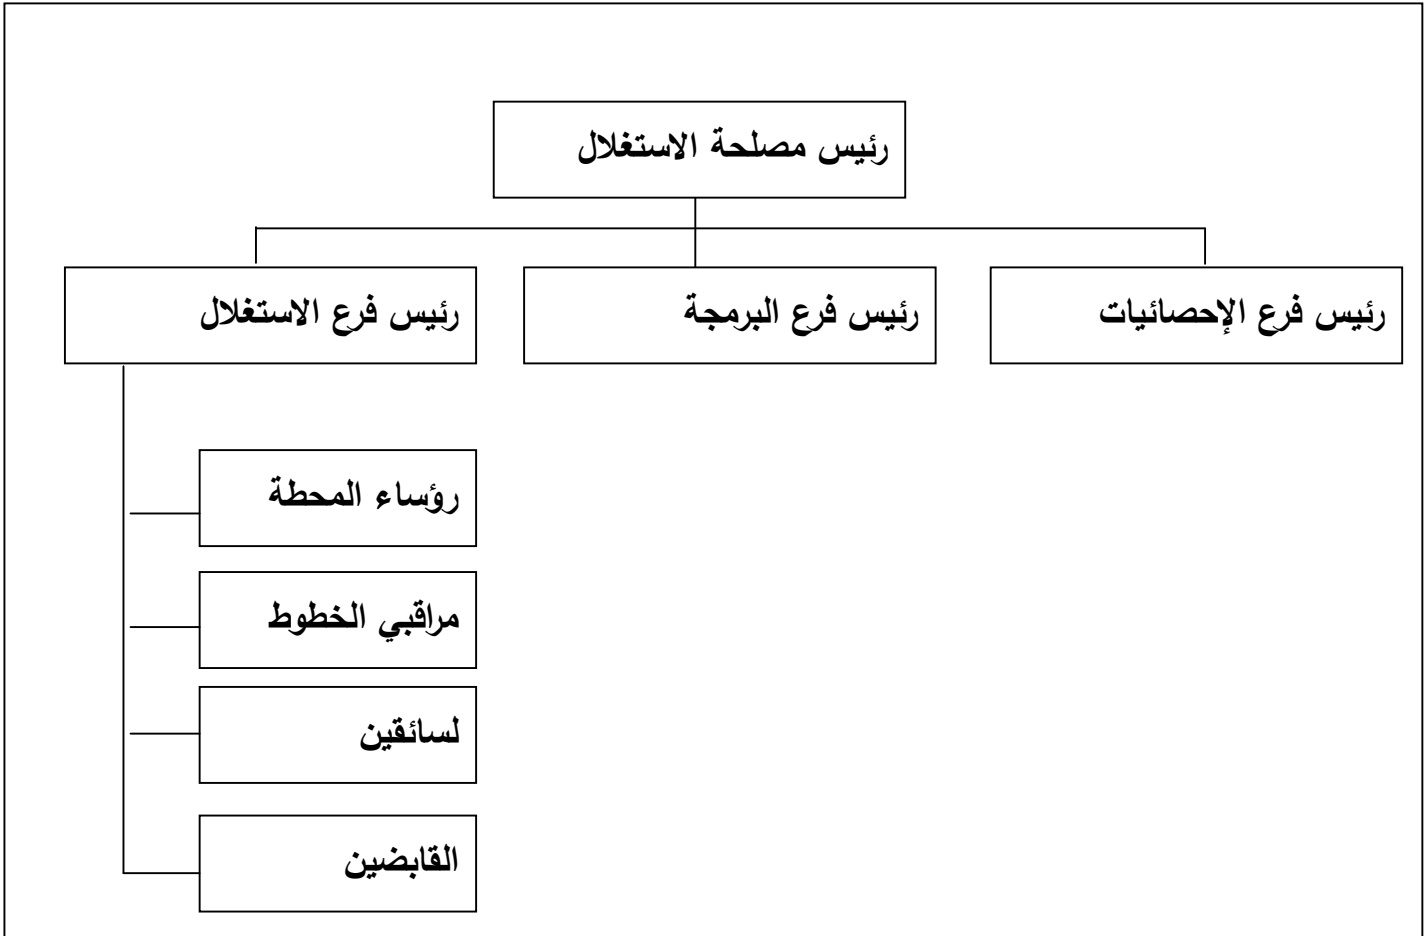 رئيس مصلحة الاستغلال
رئيس فرع الإحصائيات
رئيس فرع البرمجة
رئيس فرع الاستغلال
رؤساء المحطة
مراقبي الخطوط
لسائقين
القابضين